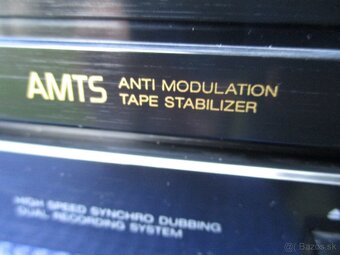 AMTS ANTI MODULATION
TAPE STABILIZER
HIGH SPEED SYNCHRO DUBBING
DUAL RECORDING SYSTEM
© Bazos.sk